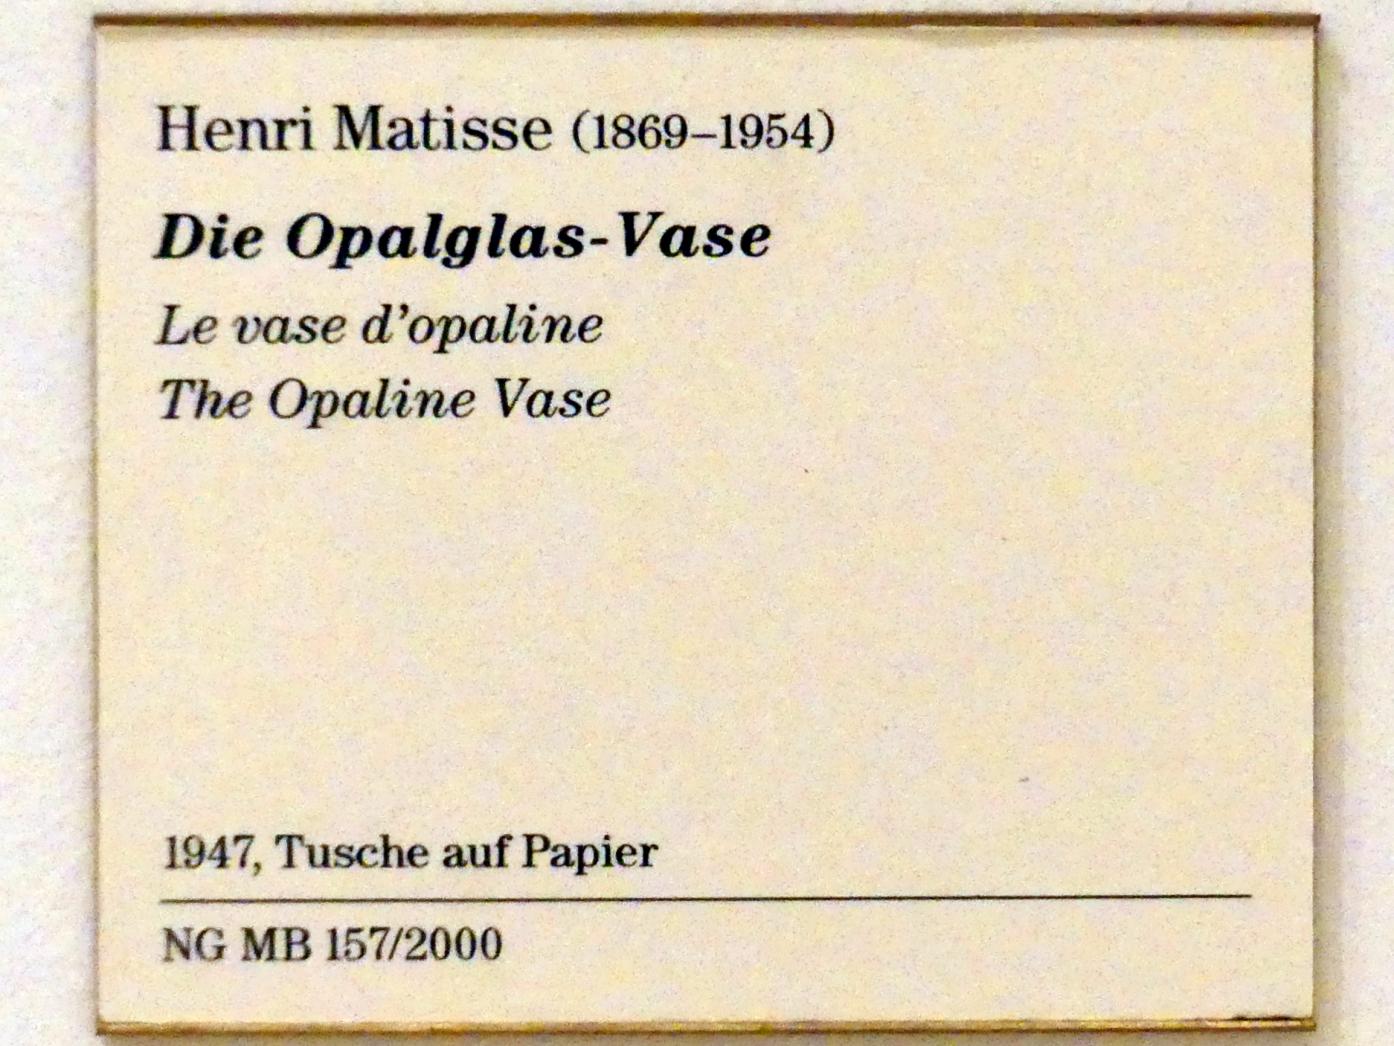 Henri Matisse (1869–1954)
Die Opalglas-Vase
Le vase d’opaline
The Opaline Vase
1947, Tusche auf Papier
NG MB 157/2000